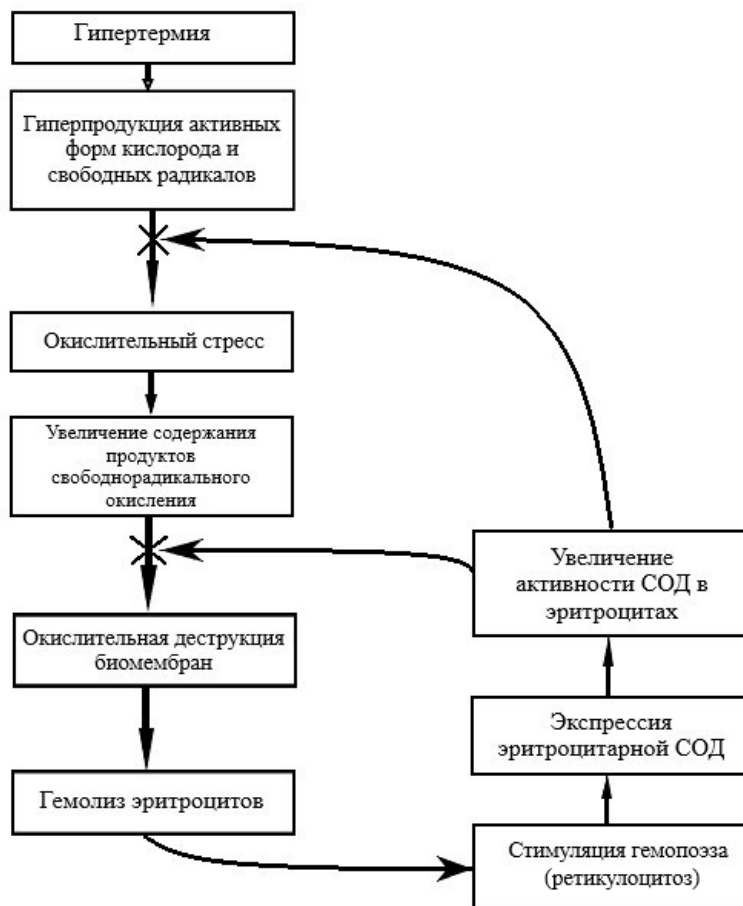 Гипертермия
Гиперпродукция активных
форм кислорода и
свободных радикалов
Окислительный стресс
Увеличение содержания
продуктов
свободнорадикального
окисления
Окислительная деструкция
биомембран
Гемолиз эритроцитов
Увеличение
активности СОД в
эритроцитах
Экспрессия
эритроцитарной СОД
Стимуляция гемопоэза
(ретикулоцитоз)